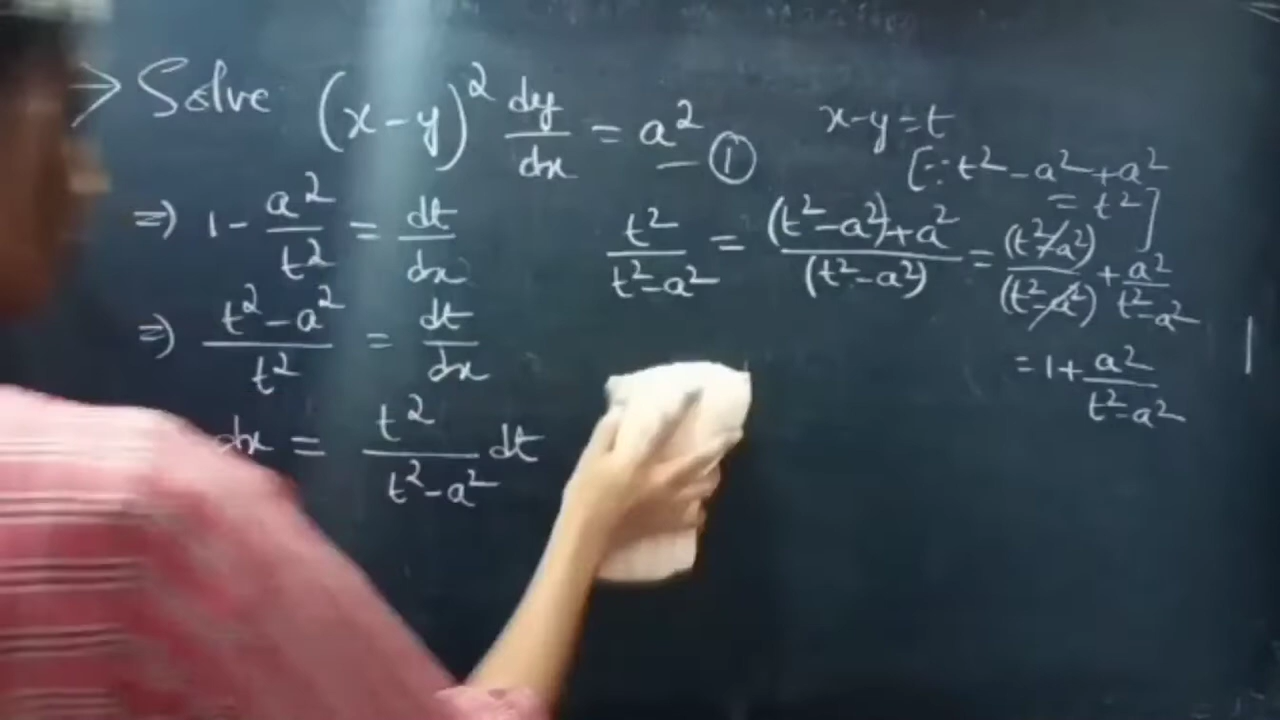 → Solve (x-y)² dy/dx = a² — ①
x-y=t
[∵ t²-a²+a²
= t²]
⇒ 1 - a²/t² = dt/dx
t²/(t²-a²) = ((t²-a²)+a²)/(t²-a²) = (t²-a²)/(t²-a²) + a²/(t²-a²)
⇒ (t²-a²)/t² = dt/dx
= 1 + a²/(t²-a²)
dx = t²/(t²-a²) dt